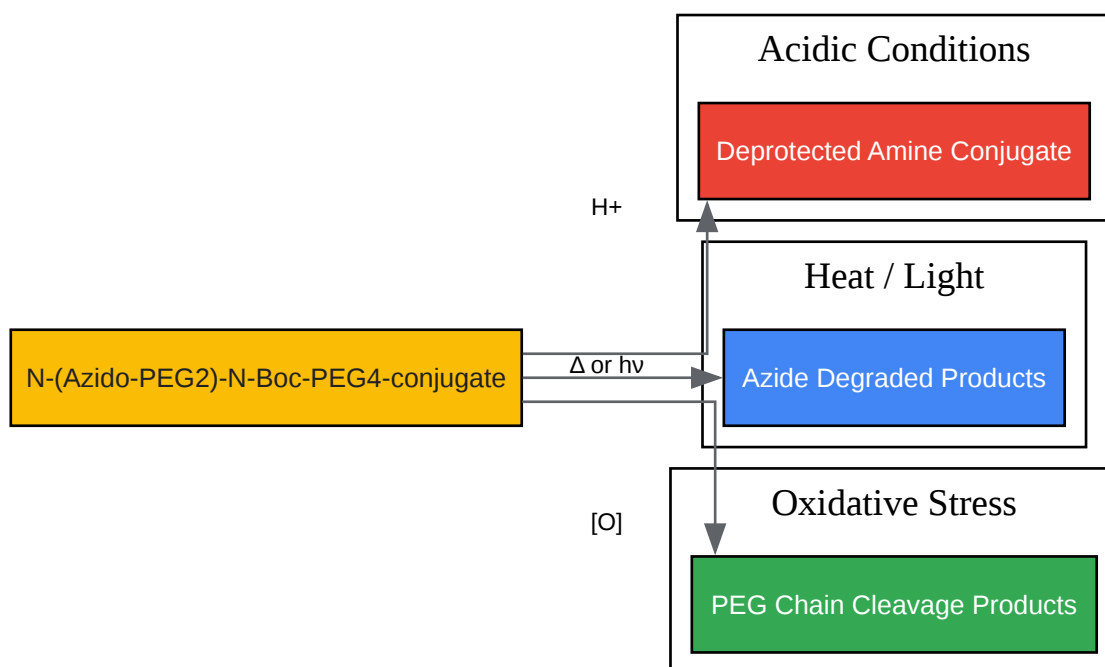 Acidic Conditions
Deprotected Amine Conjugate
H+
Heat / Light
N-(Azido-PEG2)-N-Boc-PEG4-conjugate
Δ or hν
Azide Degraded Products
Oxidative Stress
[O]
PEG Chain Cleavage Products